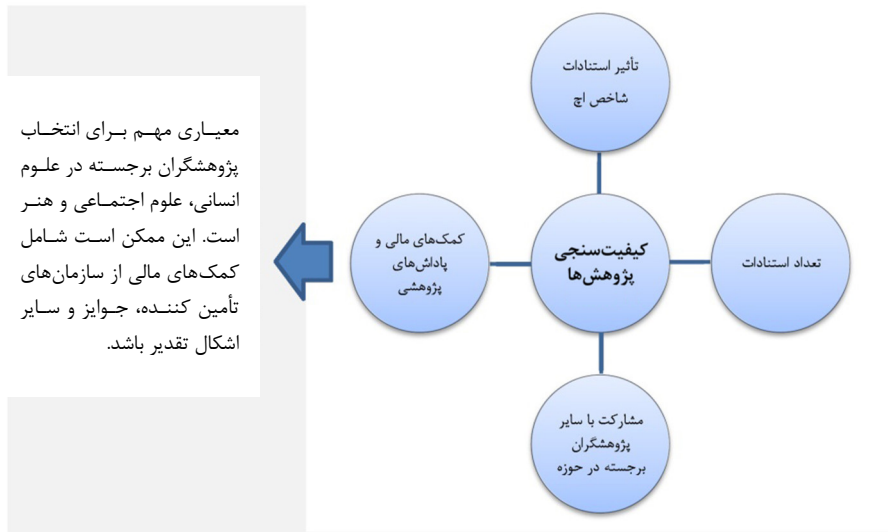 تأثیر استنادات
شاخص اچ
تعداد استنادات
کیفیت‌سنجی
پژوهش‌ها
کمک‌های مالی و
پاداش‌های
پژوهشی
مشارکت با سایر
پژوهشگران
برجسته در حوزه
معیاری مهم برای انتخاب
پژوهشگران برجسته در علوم
انسانی، علوم اجتماعی و هنر
است. این ممکن است شامل
کمک‌های مالی از سازمان‌های
تأمین کننده، جوایز و سایر
اشکال تقدیر باشد.